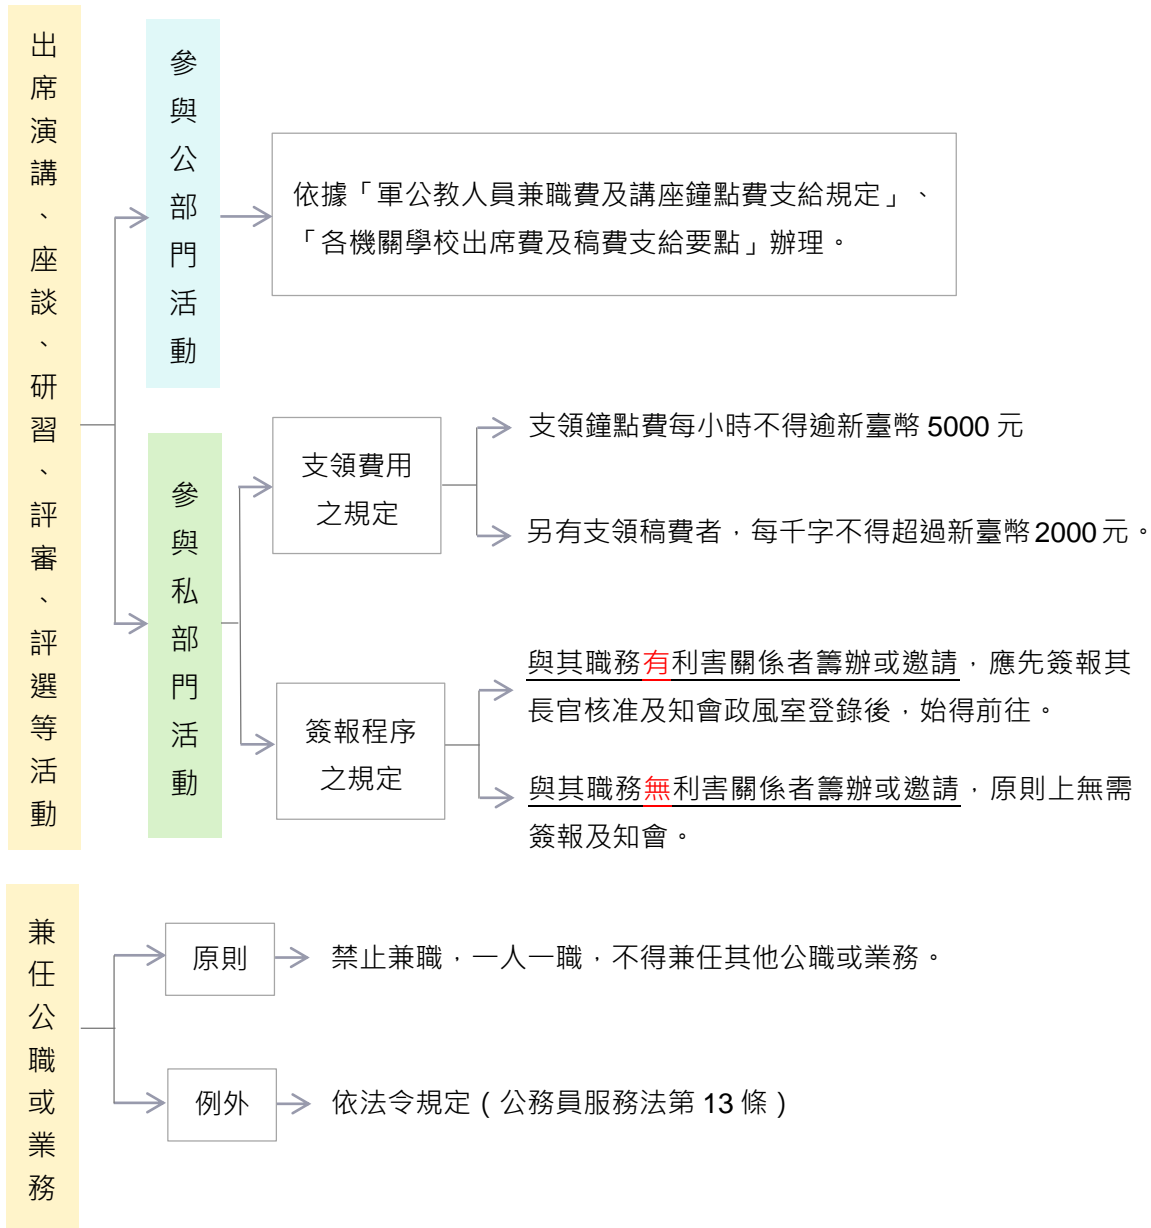 出席演講、座談、研習、評審、評選等活動
參與公部門活動
依據「軍公教人員兼職費及講座鐘點費支給規定」、
「各機關學校出席費及稿費支給要點」辦理。
參與私部門活動
支領費用
之規定
支領鐘點費每小時不得逾新臺幣 5000 元
另有支領稿費者，每千字不得超過新臺幣 2000 元。
簽報程序
之規定
與其職務有利害關係者籌辦或邀請，應先簽報其
長官核准及知會政風室登錄後，始得前往。
與其職務無利害關係者籌辦或邀請，原則上無需
簽報及知會。
兼任公職或業務
原則
禁止兼職，一人一職，不得兼任其他公職或業務。
例外
依法令規定（公務員服務法第 13 條）